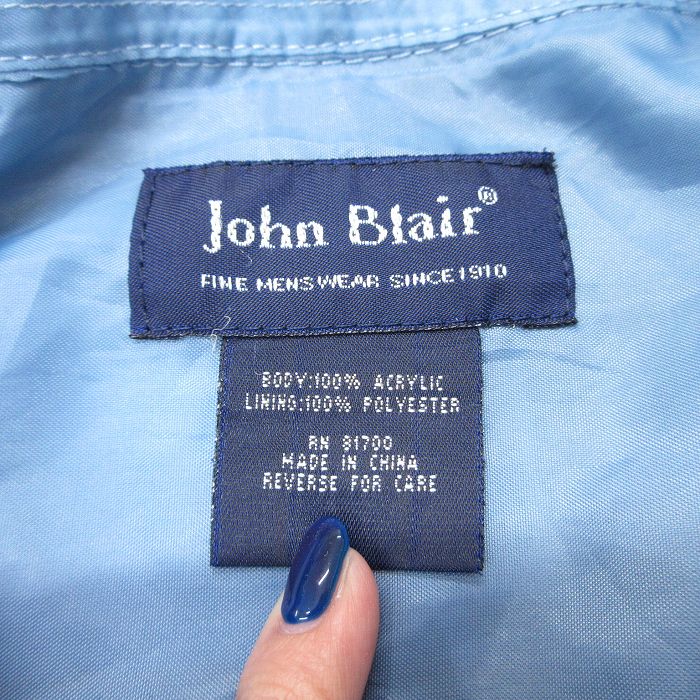 John Blair®
FINE MENSWEAR SINCE 1910
BODY:100% ACRYLIC
LINING:100% POLYESTER
RN 81700
MADE IN CHINA
REVERSE FOR CARE